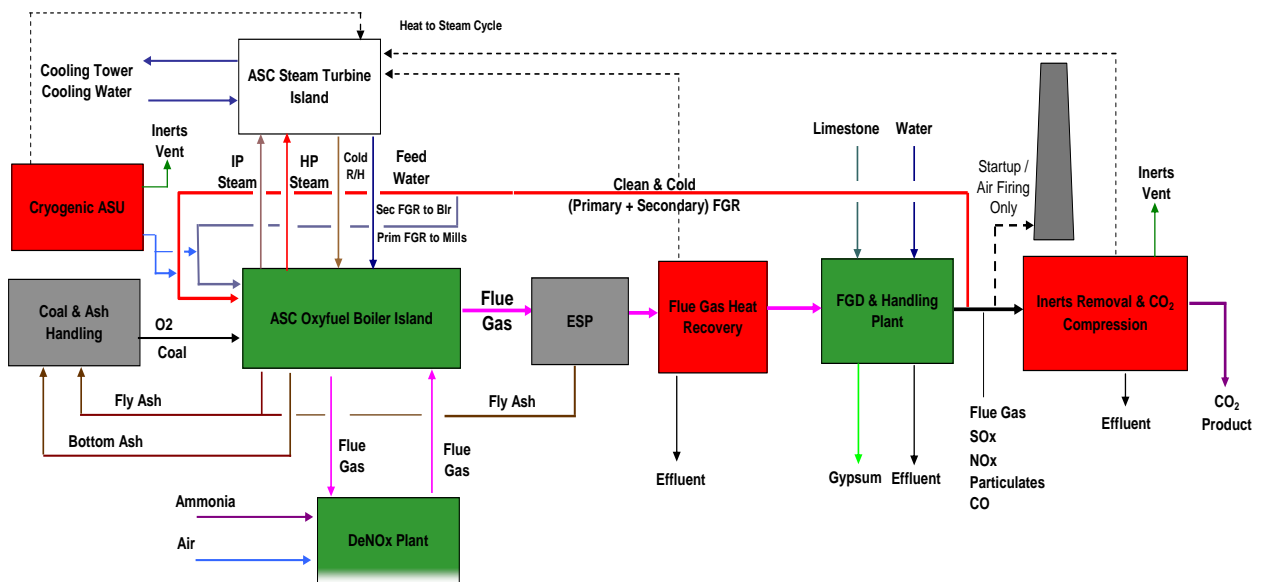 Heat to Steam Cycle
Cooling Tower
Cooling Water
ASC Steam Turbine
Island
Inerts
Vent
IP
Steam
HP
Steam
Cold
R/H
Feed
Water
Limestone
Water
Startup /
Air Firing
Only
Inerts
Vent
Cryogenic ASU
Clean & Cold
(Primary + Secondary) FGR
Sec FGR to Blr
Prim FGR to Mills
Coal & Ash
Handling
O2
Coal
ASC Oxyfuel Boiler Island
Flue
Gas
ESP
Flue Gas Heat
Recovery
FGD & Handling
Plant
Inerts Removal & CO₂
Compression
Fly Ash
Fly Ash
Bottom Ash
Flue
Gas
Flue
Gas
Effluent
Gypsum
Effluent
Flue Gas
SOx
NOx
Particulates
CO
Effluent
CO₂
Product
Ammonia
Air
DeNOx Plant